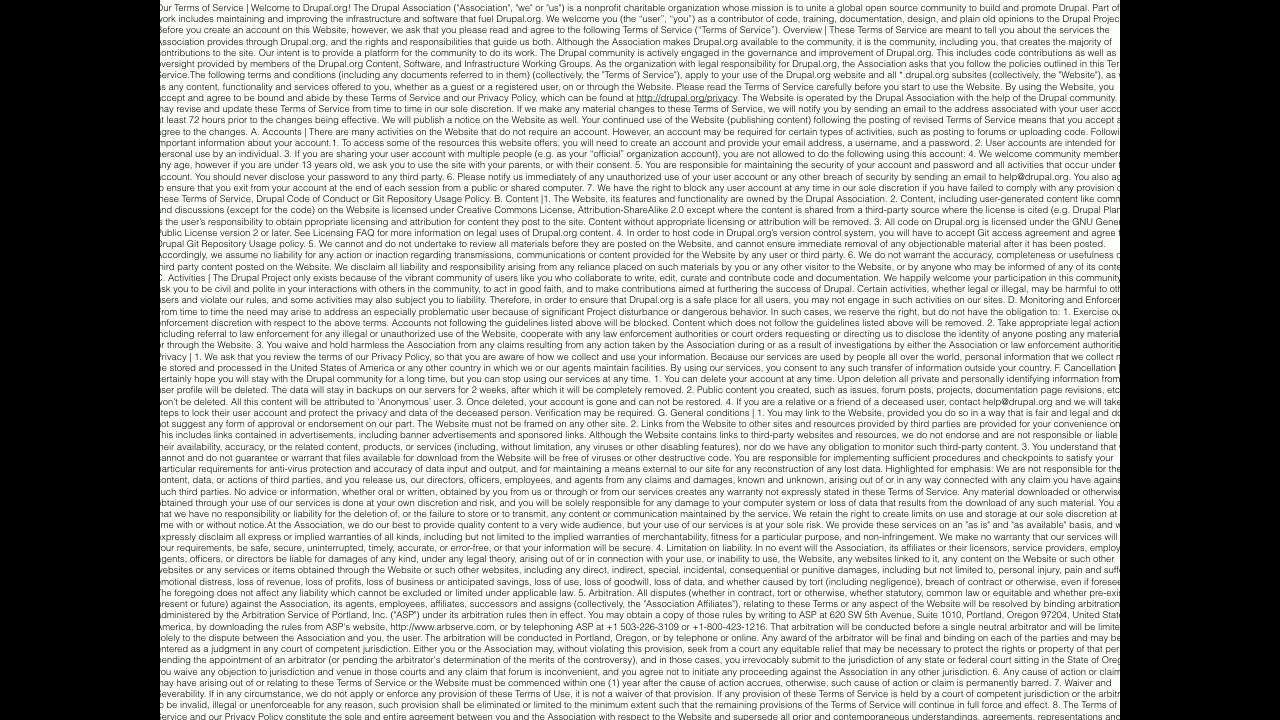 Our Terms of Service | Welcome to Drupal.org! The Drupal Association ("Association", "we" or "us") is a nonprofit charitable organization whose mission is to unite a global open source community to build and promote Drupal. Part of
work includes maintaining and improving the infrastructure and software that fuel Drupal.org. We welcome you (the “user”, “you”) as a contributor of code, training, documentation, design, and plain old opinions to the Drupal Projec
Before you create an account on this Website, however, we ask that you please read and agree to the following Terms of Service ("Terms of Service"). Overview | These Terms of Service are meant to tell you about the services the
Association provides through Drupal.org, and the rights and responsibilities that guide us both. Although the Association makes Drupal.org available to the community, it is the community, including you, that creates the majority of
contributions to the site. Our intent is to provide a platform for the community to do its work. The Drupal community is actively engaged in the governance and improvement of Drupal.org. This includes code contributions as well as
oversight provided by members of the Drupal.org Content, Software, and Infrastructure Working Groups. As the organization with legal responsibility for Drupal.org, the Association asks that you follow the policies outlined in this Ter
Service.The following terms and conditions (including any documents referred to in them) (collectively, the "Terms of Service"), apply to your use of the Drupal.org website and all *.drupal.org subsites (collectively, the "Website"), as
as any content, functionality and services offered to you, whether as a guest or a registered user, on or through the Website. Please read the Terms of Service carefully before you start to use the Website. By using the Website, you
accept and agree to be bound and abide by these Terms of Service and our Privacy Policy, which can be found at http://drupal.org/privacy. The Website is operated by the Drupal Association with the help of the Drupal community.
may revise and update these Terms of Service from time to time in our sole discretion. If we make any material changes to these Terms of Service, we will notify you by sending an email to the address associated with your user acco
at least 72 hours prior to the changes being effective. We will publish a notice on the Website as well. Your continued use of the Website (publishing content) following the posting of revised Terms of Service means that you accept a
agree to the changes. A. Accounts | There are many activities on the Website that do not require an account. However, an account may be required for certain types of activities, such as posting to forums or uploading code. Followi
important information about your account.1. To access some of the resources this website offers, you will need to create an account and provide your email address, a username, and a password. 2. User accounts are intended for
personal use by an individual. 3. If you are sharing your user account with multiple people (e.g. as your “official” organization account), you are not allowed to do the following using this account: 4. We welcome community members
any age, however if you are under 13 years old, we ask you to use the site with your parents, or with their consent. 5. You are responsible for maintaining the security of your account and password and all activities that occur under t
account. You should never disclose your password to any third party. 6. Please notify us immediately of any unauthorized use of your user account or any other breach of security by sending an email to help@drupal.org. You also ag
to ensure that you exit from your account at the end of each session from a public or shared computer. 7. We have the right to block any user account at any time in our sole discretion if you have failed to comply with any provision o
these Terms of Service, Drupal Code of Conduct or Git Repository Usage Policy. B. Content |1. The Website, its features and functionality are owned by the Drupal Association. 2. Content, including user-generated content like comm
and discussions (except for the code) on the Website is licensed under Creative Commons License, Attribution-ShareAlike 2.0 except where the content is shared from a third-party source where the license is cited (e.g. Drupal Plan
is the user’s responsibility to obtain appropriate licensing and attribution for content they post to the site. Content without appropriate licensing or attribution will be removed. 3. All code on Drupal.org is licensed under the GNU Gene
Public License version 2 or later. See Licensing FAQ for more information on legal uses of Drupal.org content. 4. In order to host code in Drupal.org’s version control system, you will have to accept Git access agreement and agree t
Drupal Git Repository Usage policy. 5. We cannot and do not undertake to review all materials before they are posted on the Website, and cannot ensure immediate removal of any objectionable material after it has been posted.
Accordingly, we assume no liability for any action or inaction regarding transmissions, communications or content provided for the Website by any user or third party. 6. We do not warrant the accuracy, completeness or usefulness o
third party content posted on the Website. We disclaim all liability and responsibility arising from any reliance placed on such materials by you or any other visitor to the Website, or by anyone who may be informed of any of its conte
C. Activities | The Drupal Project only exists because of the vibrant community of users like you who collaborate to write, edit, curate and contribute code and documentation. We happily welcome your participation in this community
ask you to be civil and polite in your interactions with others in the community, to act in good faith, and to make contributions aimed at furthering the success of Drupal. Certain activities, whether legal or illegal, may be harmful to oth
users and violate our rules, and some activities may also subject you to liability. Therefore, in order to ensure that Drupal.org is a safe place for all users, you may not engage in such activities on our sites. D. Monitoring and Enforcer
From time to time the need may arise to address an especially problematic user because of significant Project disturbance or dangerous behavior. In such cases, we reserve the right, but do not have the obligation to: 1. Exercise ou
enforcement discretion with respect to the above terms. Accounts not following the guidelines listed above will be blocked. Content which does not follow the guidelines listed above will be removed. 2. Take appropriate legal action
including referral to law enforcement for any illegal or unauthorized use of the Website, cooperate with any law enforcement authorities or court orders requesting or directing us to disclose the identity of anyone posting any material
or through the Website. 3. You waive and hold harmless the Association from any claims resulting from any action taken by the Association during or as a result of investigations by either the Association or law enforcement authoritie
Privacy | 1. We ask that you review the terms of our Privacy Policy, so that you are aware of how we collect and use your information. Because our services are used by people all over the world, personal information that we collect m
be stored and processed in the United States of America or any other country in which we or our agents maintain facilities. By using our services, you consent to any such transfer of information outside your country. F. Cancellation |
certainly hope you will stay with the Drupal community for a long time, but you can stop using our services at any time. 1. You can delete your account at any time. Upon deletion all private and personally identifying information from
user profile will be deleted. The data will stay in backups on our servers for 2 weeks, after which it will be completely removed. 2. Public content you created, such as issues, forum posts, projects, documentation page revisions, etc
won’t be deleted. All this content will be attributed to ‘Anonymous’ user. 3. Once deleted, your account is gone and can not be restored. 4. If you are a relative or a friend of a deceased user, contact help@drupal.org and we will take
steps to lock their user account and protect the privacy and data of the deceased person. Verification may be required. G. General conditions | 1. You may link to the Website, provided you do so in a way that is fair and legal and do
not suggest any form of approval or endorsement on our part. The Website must not be framed on any other site. 2. Links from the Website to other sites and resources provided by third parties are provided for your convenience on
This includes links contained in advertisements, including banner advertisements and sponsored links. Although the Website contains links to third-party websites and resources, we do not endorse and are not responsible or liable
their availability, accuracy, or the related content, products, or services (including, without limitation, any viruses or other disabling features), nor do we have any obligation to monitor such third-party content. 3. You understand that
cannot and do not guarantee or warrant that files available for download from the Website will be free of viruses or other destructive code. You are responsible for implementing sufficient procedures and checkpoints to satisfy your
particular requirements for anti-virus protection and accuracy of data input and output, and for maintaining a means external to our site for any reconstruction of any lost data. Highlighted for emphasis: We are not responsible for the
content, data, or actions of third parties, and you release us, our directors, officers, employees, and agents from any claims and damages, known and unknown, arising out of or in any way connected with any claim you have agains
such third parties. No advice or information, whether oral or written, obtained by you from us or through or from our services creates any warranty not expressly stated in these Terms of Service. Any material downloaded or otherwise
obtained through your use of our services is done at your own discretion and risk, and you will be solely responsible for any damage to your computer system or loss of data that results from the download of any such material. You a
that we have no responsibility or liability for the deletion of, or the failure to store or to transmit, any content or communication maintained by the service. We retain the right to create limits on use and storage at our sole discretion at
time with or without notice.At the Association, we do our best to provide quality content to a very wide audience, but your use of our services is at your sole risk. We provide these services on an "as is" and "as available" basis, and w
expressly disclaim all express or implied warranties of all kinds, including but not limited to the implied warranties of merchantability, fitness for a particular purpose, and non-infringement. We make no warranty that our services will
your requirements, be safe, secure, uninterrupted, timely, accurate, or error-free, or that your information will be secure. 4. Limitation on liability. In no event will the Association, its affiliates or their licensors, service providers, employ
agents, officers, or directors be liable for damages of any kind, under any legal theory, arising out of or in connection with your use, or inability to use, the Website, any websites linked to it, any content on the Website or such other
websites or any services or items obtained through the Website or such other websites, including any direct, indirect, special, incidental, consequential or punitive damages, including but not limited to, personal injury, pain and suffe
emotional distress, loss of revenue, loss of profits, loss of business or anticipated savings, loss of use, loss of goodwill, loss of data, and whether caused by tort (including negligence), breach of contract or otherwise, even if foresee
The foregoing does not affect any liability which cannot be excluded or limited under applicable law. 5. Arbitration. All disputes (whether in contract, tort or otherwise, whether statutory, common law or equitable and whether pre-exis
present or future) against the Association, its agents, employees, affiliates, successors and assigns (collectively, the "Association Affiliates"), relating to these Terms or any aspect of the Website will be resolved by binding arbitration
administered by the Arbitration Service of Portland, Inc. ("ASP") under its arbitration rules then in effect. You may obtain a copy of those rules by writing to ASP at 620 SW 5th Avenue, Suite 1010, Portland, Oregon 97204, United State
America, by downloading the rules from ASP's website, http://www.arbserve.com, or by telephoning ASP at +1 503-226-3109 or +1-800-423-1216. That arbitration will be conducted before a single neutral arbitrator and will be limite
solely to the dispute between the Association and you, the user. The arbitration will be conducted in Portland, Oregon, or by telephone or online. Any award of the arbitrator will be final and binding on each of the parties and may be
entered as a judgment in any court of competent jurisdiction. Either you or the Association may, without violating this provision, seek from a court any equitable relief that may be necessary to protect the rights or property of that par
pending the appointment of an arbitrator (or pending the arbitrator's determination of the merits of the controversy), and in those cases, you irrevocably submit to the jurisdiction of any state or federal court sitting in the State of Oreg
you waive any objection to jurisdiction and venue in those courts and any claim that forum is inconvenient, and you agree not to initiate any proceeding against the Association in any other jurisdiction. 6. Any cause of action or claim
may have arising out of or relating to these Terms of Service or the Website must be commenced within one (1) year after the cause of action accrues, otherwise, such cause of action or claim is permanently barred. 7. Waiver and
Severability. If in any circumstance, we do not apply or enforce any provision of these Terms of Use, it is not a waiver of that provision. If any provision of these Terms of Service is held by a court of competent jurisdiction or the arbitr
to be invalid, illegal or unenforceable for any reason, such provision shall be eliminated or limited to the minimum extent such that the remaining provisions of the Terms of Service will continue in full force and effect. 8. The Terms of
Service and our Privacy Policy constitute the sole and entire agreement between you and the Association with respect to the Website and supersede all prior and contemporaneous understandings, agreements, representations and